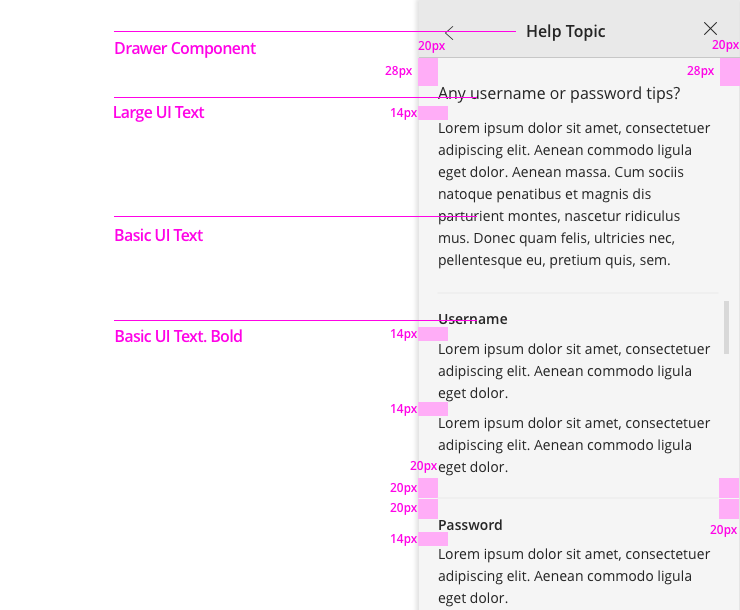 Help Topic
Drawer Component
20px
20px
28px
28px
Any username or password tips?
Large UI Text
14px
Lorem ipsum dolor sit amet, consectetuer
adipiscing elit. Aenean commodo ligula
eget dolor. Aenean massa. Cum sociis
natoque penatibus et magnis dis
parturient montes, nascetur ridiculus
mus. Donec quam felis, ultricies nec,
pellentesque eu, pretium quis, sem.
Basic UI Text
Username
Basic UI Text. Bold
14px
Lorem ipsum dolor sit amet, consectetuer
adipiscing elit. Aenean commodo ligula
eget dolor.
14px
Lorem ipsum dolor sit amet, consectetuer
adipiscing elit. Aenean commodo ligula
eget dolor.
20px
20px
20px
Password
20px
14px
Lorem ipsum dolor sit amet, consectetuer
adipiscing elit. Aenean commodo ligula
eget dolor.